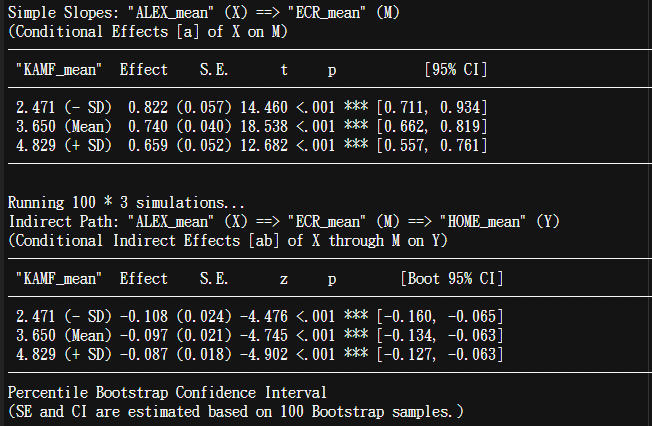 Simple Slopes: "ALEX_mean" (X) ==> "ECR_mean" (M)
(Conditional Effects [a] of X on M)
"KAMF_mean" Effect S.E. t p [95% CI]
2.471 (- SD) 0.822 (0.057) 14.460 <.001 *** [0.711, 0.934]
3.650 (Mean) 0.740 (0.040) 18.538 <.001 *** [0.662, 0.819]
4.829 (+ SD) 0.659 (0.052) 12.682 <.001 *** [0.557, 0.761]
Running 100 * 3 simulations...
Indirect Path: "ALEX_mean" (X) ==> "ECR_mean" (M) ==> "HOME_mean" (Y)
(Conditional Indirect Effects [ab] of X through M on Y)
"KAMF_mean" Effect S.E. z p [Boot 95% CI]
2.471 (- SD) -0.108 (0.024) -4.476 <.001 *** [-0.160, -0.065]
3.650 (Mean) -0.097 (0.021) -4.745 <.001 *** [-0.134, -0.063]
4.829 (+ SD) -0.087 (0.018) -4.902 <.001 *** [-0.127, -0.063]
Percentile Bootstrap Confidence Interval
(SE and CI are estimated based on 100 Bootstrap samples.)